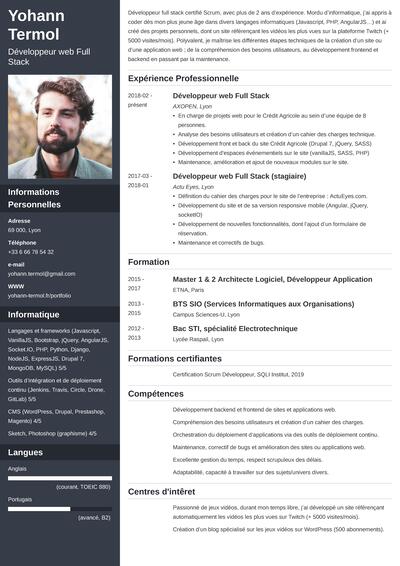 Yohann
Termol
Développeur web Full
Stack
Informations
Personnelles
Adresse
69 000, Lyon
Téléphone
+33 6 66 78 54 32
e-mail
yohann.termol@gmail.com
WWW
yohann-termol.fr/portfolio
Informatique
Langages et frameworks (Javascript,
VanillaJS, Bootstrap, jQuery, AngularJS,
Socket.IO, PHP, Python, Django,
NodeJS, ExpressJS, Drupal 7,
MongoDB, MySQL) 5/5
Outils d'intégration et de déploiement
continu (Jenkins, Travis, Circle, Drone,
GitLab) 5/5
CMS (WordPress, Drupal, Prestashop,
Magento) 4/5
Sketch, Photoshop (graphisme) 4/5
Langues
Anglais
(courant, TOEIC 880)
Portugais
(avancé, B2)
Développeur full stack certifié Scrum, avec plus de 2 ans d'expérience. Mordu d'informatique, j'ai appris à
coder dès mon plus jeune âge dans divers langages informatiques (Javascript, PHP, AngularJS…) et ai
créé des projets personnels, dont un site référençant les vidéos les plus vues sur la plateforme Twitch (+
5000 visites/mois). Polyvalent, je maîtrise les différentes étapes techniques de la création d'un site ou
d'une application web ; de la compréhension des besoins utilisateurs, au développement frontend et
backend en passant par la maintenance.
Expérience Professionnelle
2018-02 -
présent
Développeur web Full Stack
AXOPEN, Lyon
• En charge de projets web pour le Crédit Agricole au sein d'une équipe de 8
personnes.
• Analyse des besoins utilisateurs et création d'un cahier des charges technique.
• Développement front et back du site Crédit Agricole (Drupal 7, jQuery, SASS)
• Développement d'espaces événementiels sur le site (vanillaJS, SASS, PHP)
• Maintenance, amélioration et ajout de nouveaux modules sur le site.
2017-03 -
2018-01
Développeur web Full Stack (stagiaire)
Actu Eyes, Lyon
• Définition du cahier des charges pour le site de l'entreprise : ActuEyes.com.
• Développement du site et de sa version responsive mobile (Angular, jQuery,
socketIO)
• Développement de nouvelles fonctionnalités, dont l'ajout d'un formulaire de
réservation.
• Maintenance et correctifs de bugs.
Formation
2015 -
2017
Master 1 & 2 Architecte Logiciel, Développeur Application
ETNA, Paris
2013 -
2015
BTS SIO (Services Informatiques aux Organisations)
Campus Sciences-U, Lyon
2012 -
2013
Bac STI, spécialité Electrotechnique
Lycée Raspail, Lyon
Formations certifiantes
Certification Scrum Développeur, SQLI Institut, 2019
Compétences
Développement backend et frontend de sites et applications web.
Compréhension des besoins utilisateurs et création d'un cahier des charges.
Orchestration du déploiement d'applications via des outils de déploiement continu.
Maintenance, correctif de bugs et amélioration des sites ou applications web.
Excellente gestion du temps, respect scrupuleux des délais.
Adaptabilité, capacité à travailler sur des sujets/univers divers.
Centres d'intérêt
Passionné de jeux vidéos, durant mon temps libre, j'ai développé un site référençant
automatiquement les vidéos les plus vues sur Twitch (+ 5000 visites/mois).
Création d'un blog spécialisé sur les jeux vidéos sur WordPress (500 abonnements).